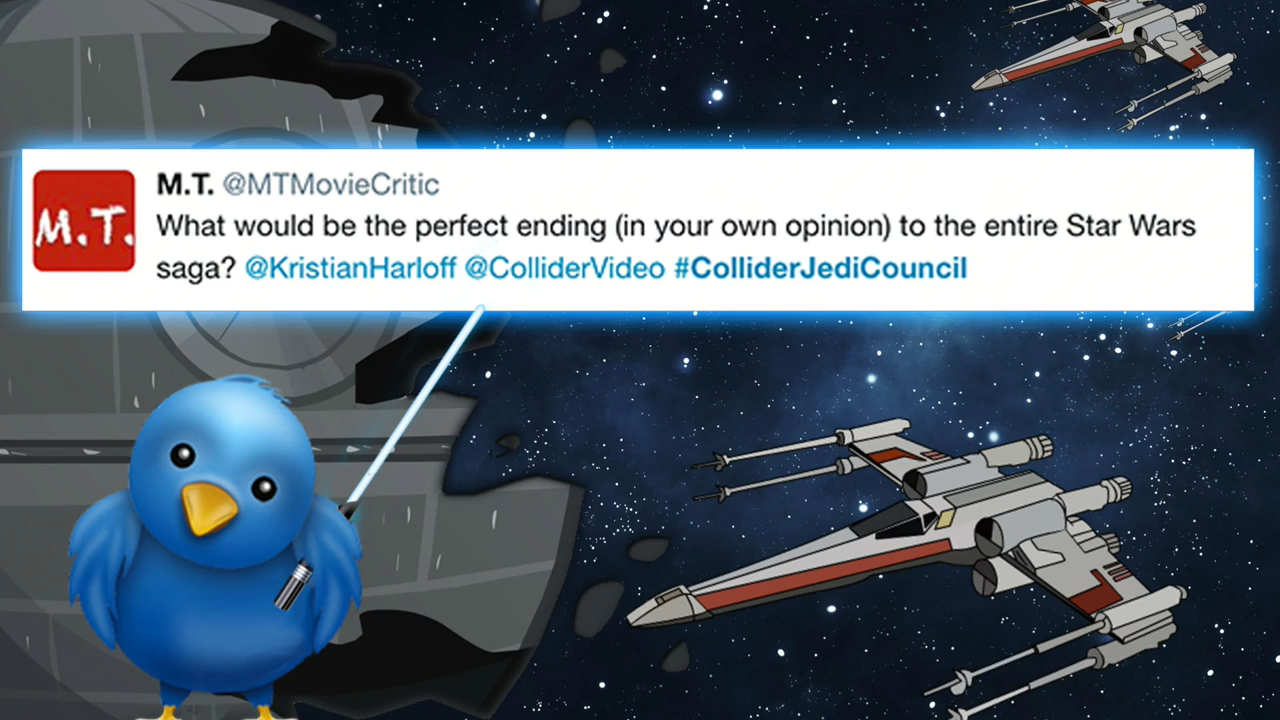 M.T.
M.T. @MTMovieCritic
What would be the perfect ending (in your own opinion) to the entire Star Wars
saga? @KristianHarloff @ColliderVideo #ColliderJediCouncil